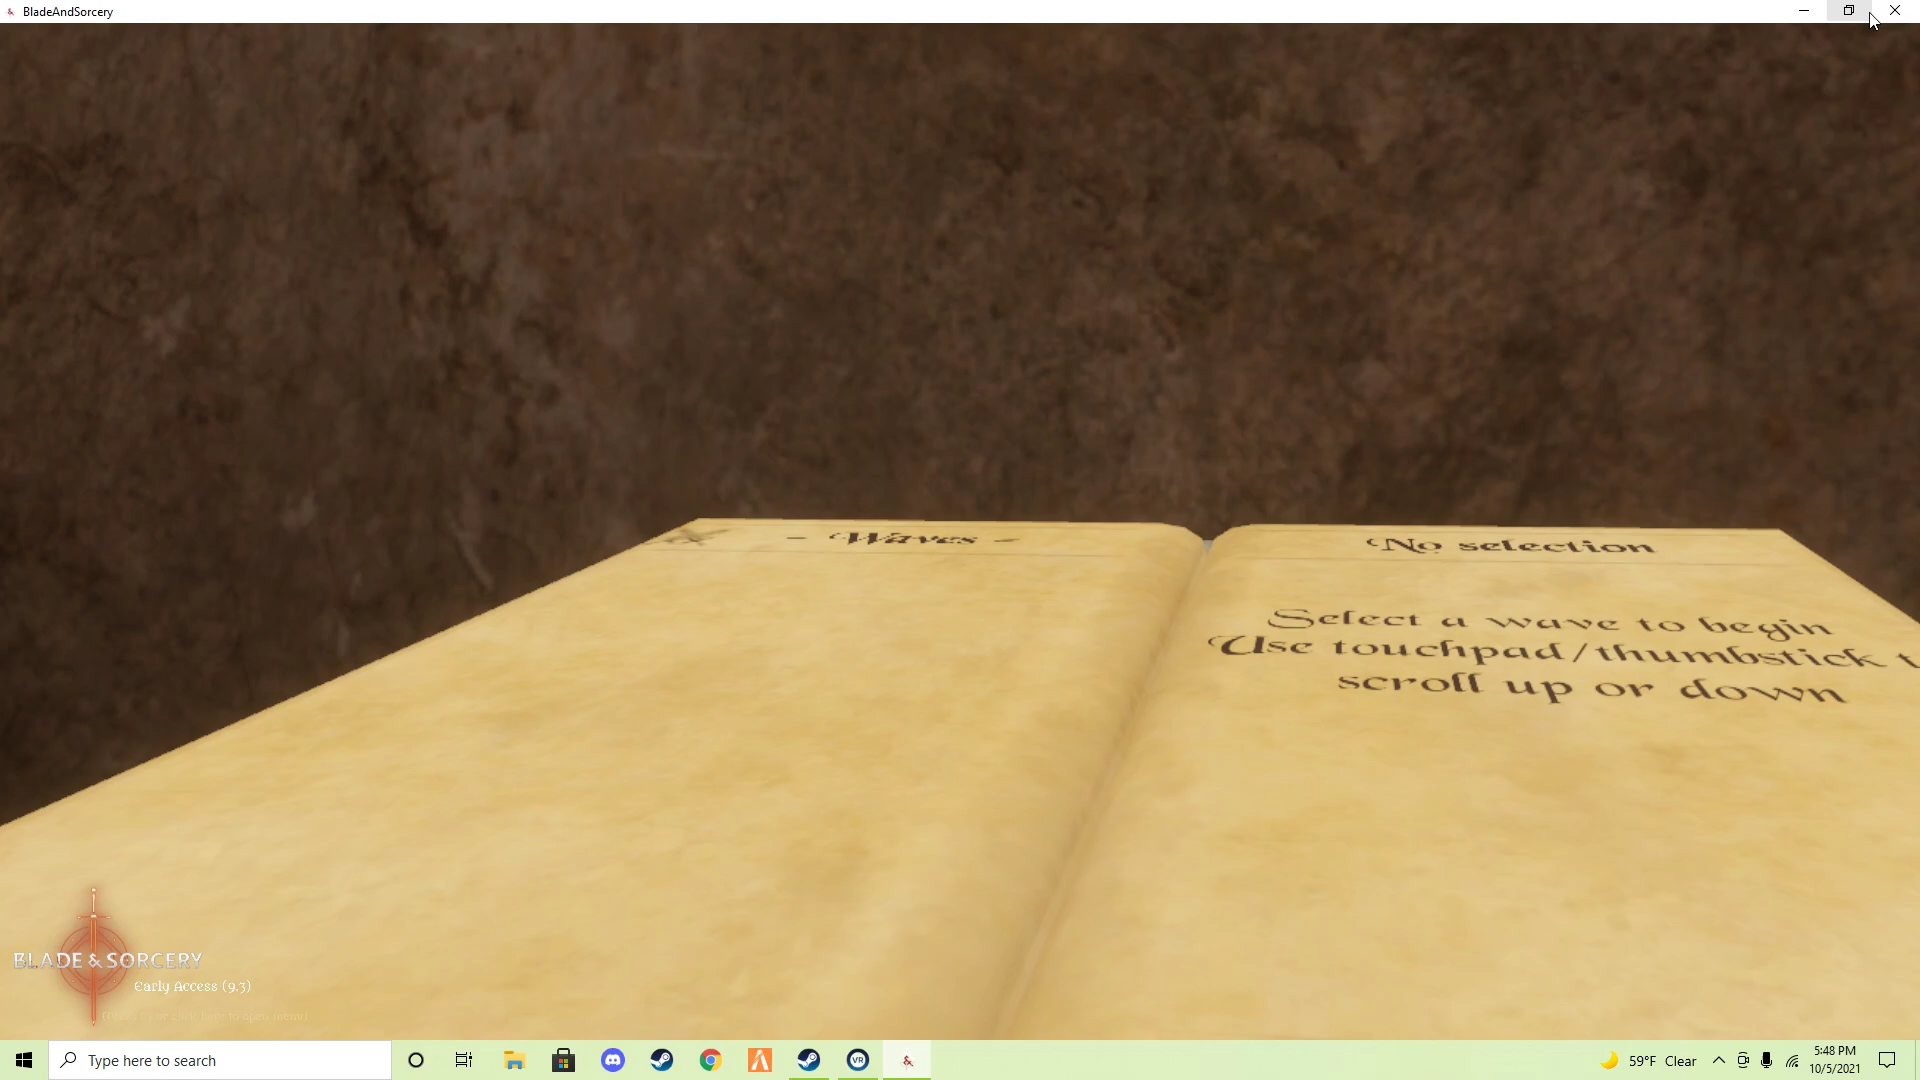 BladeAndSorcery
- Waves -
No selection
Select a wave to begin
Use touchpad/thumbstick t
scroll up or down
BLADE & SORCERY
Early Access (9.3)
Type here to search
VR
59°F Clear
5:48 PM
10/5/2021